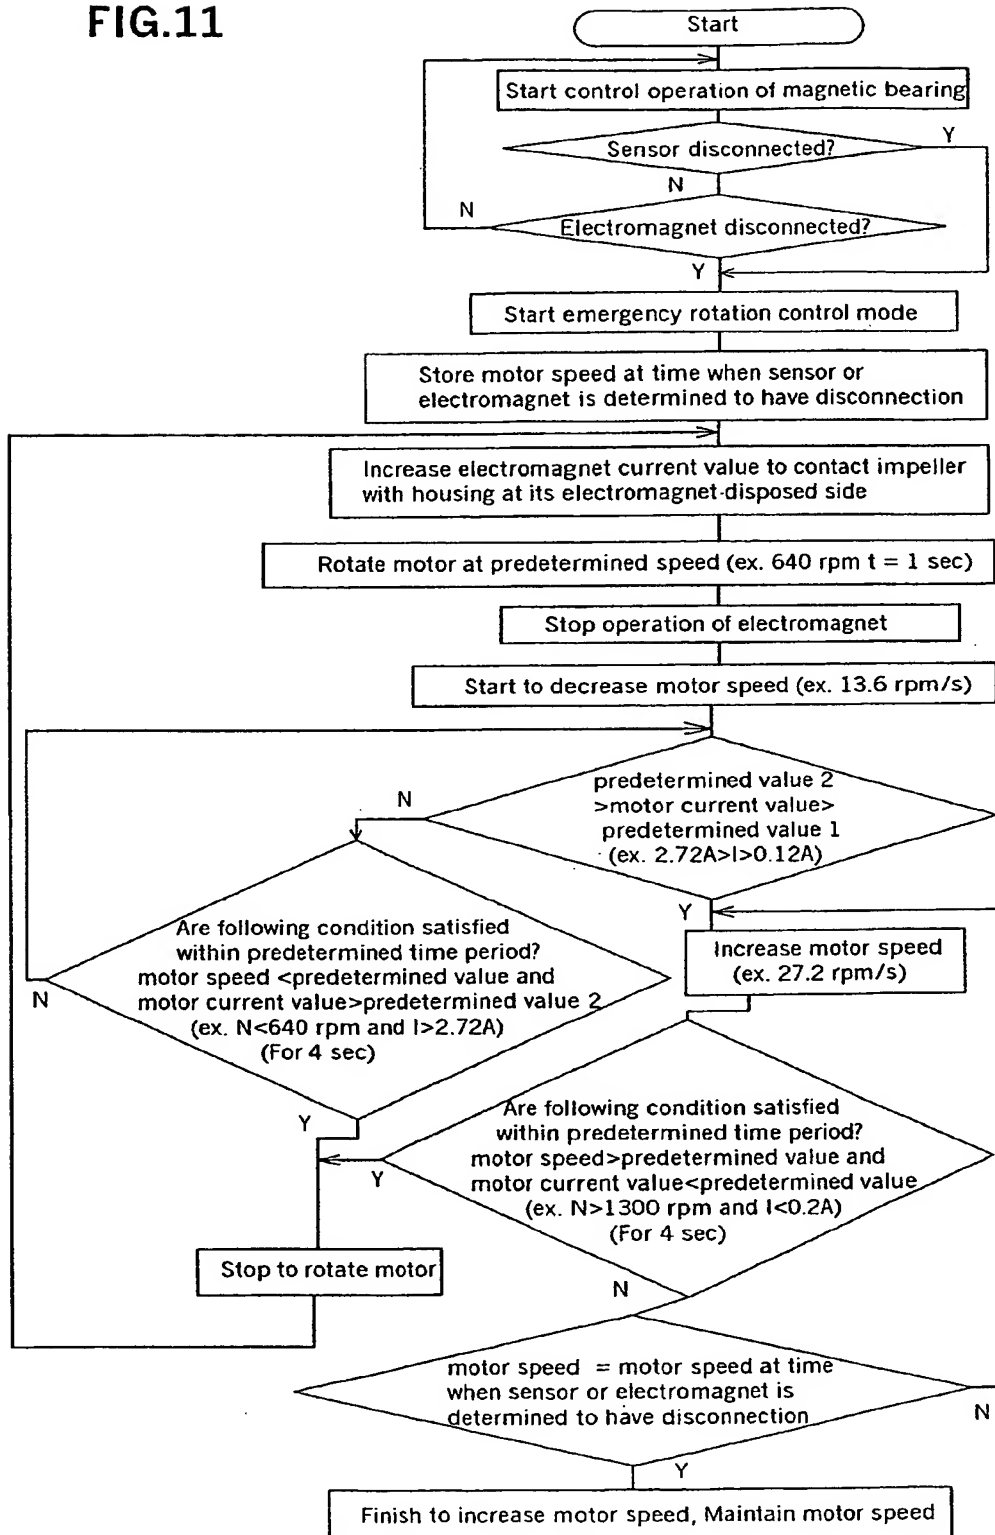 FIG.11
Start
Start control operation of magnetic bearing
Sensor disconnected?
Y
N
Electromagnet disconnected?
N
Y
Start emergency rotation control mode
Store motor speed at time when sensor or
electromagnet is determined to have disconnection
Increase electromagnet current value to contact impeller
with housing at its electromagnet-disposed side
Rotate motor at predetermined speed (ex. 640 rpm t = 1 sec)
Stop operation of electromagnet
Start to decrease motor speed (ex. 13.6 rpm/s)
predetermined value 2
>motor current value>
predetermined value 1
(ex. 2.72A>I>0.12A)
N
Y
Are following condition satisfied
within predetermined time period?
motor speed <predetermined value and
motor current value>predetermined value 2
(ex. N<640 rpm and I>2.72A)
(For 4 sec)
N
Y
Increase motor speed
(ex. 27.2 rpm/s)
Are following condition satisfied
within predetermined time period?
motor speed>predetermined value and
motor current value<predetermined value
(ex. N>1300 rpm and I<0.2A)
(For 4 sec)
Y
N
Stop to rotate motor
motor speed = motor speed at time
when sensor or electromagnet is
determined to have disconnection
N
Y
Finish to increase motor speed, Maintain motor speed